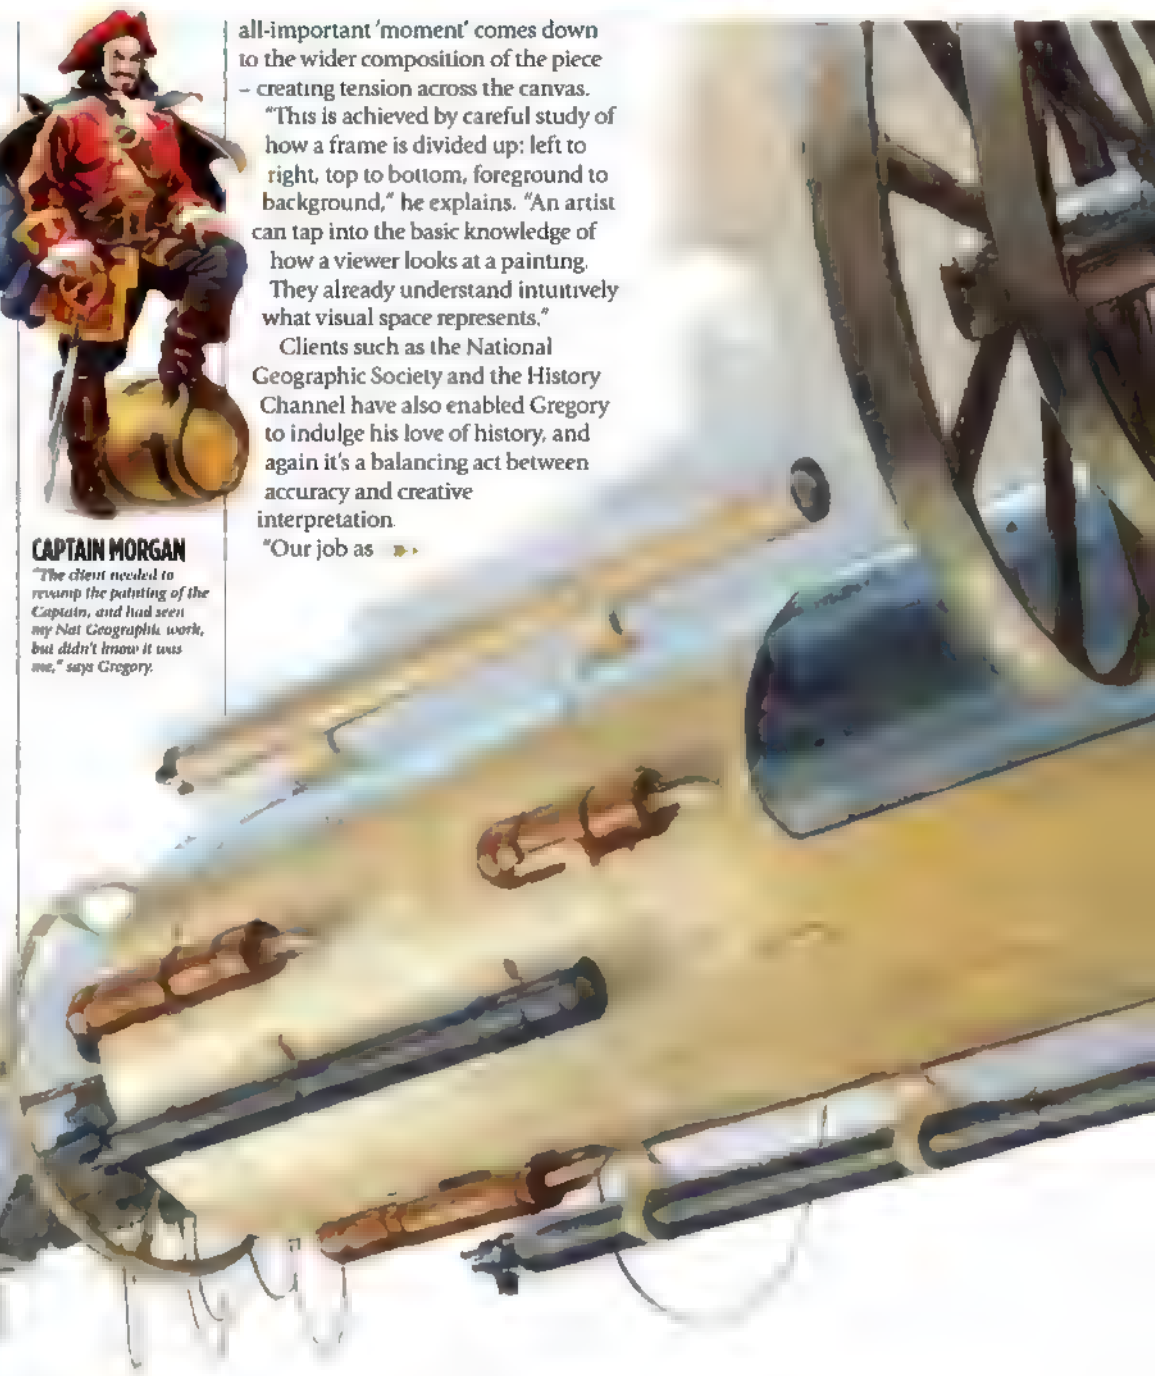 all-important 'moment' comes down
to the wider composition of the piece
– creating tension across the canvas.
"This is achieved by careful study of
how a frame is divided up: left to
right, top to bottom, foreground to
background," he explains. "An artist
can tap into the basic knowledge of
how a viewer looks at a painting.
They already understand intuitively
what visual space represents."
Clients such as the National
Geographic Society and the History
Channel have also enabled Gregory
to indulge his love of history, and
again it's a balancing act between
accuracy and creative
interpretation.
"Our job as
CAPTAIN MORGAN
"The client needed to
revamp the painting of the
Captain, and had seen
my Nat Geographic work,
but didn't know it was
me," says Gregory.